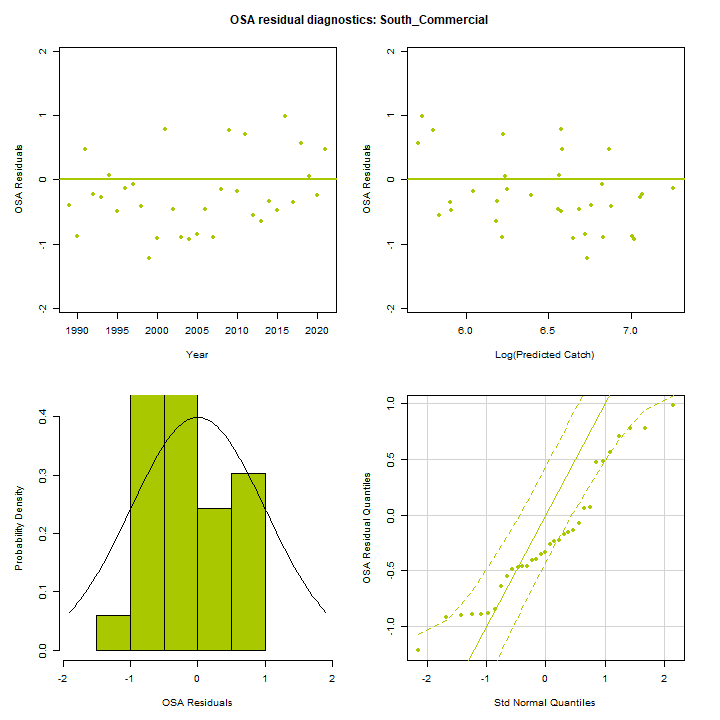 OSA residual diagnostics: South_Commercial
OSA Residuals
2
1
0
-1
-2
1990 1995 2000 2005 2010 2015 2020
Year
OSA Residuals
2
1
0
-1
-2
6.0 6.5 7.0
Log(Predicted Catch)
Probability Density
0.4
0.3
0.2
0.1
0.0
-2 -1 0 1 2
OSA Residuals
OSA Residual Quantiles
1.0
0.5
0.0
-0.5
-1.0
-2 -1 0 1 2
Std Normal Quantiles